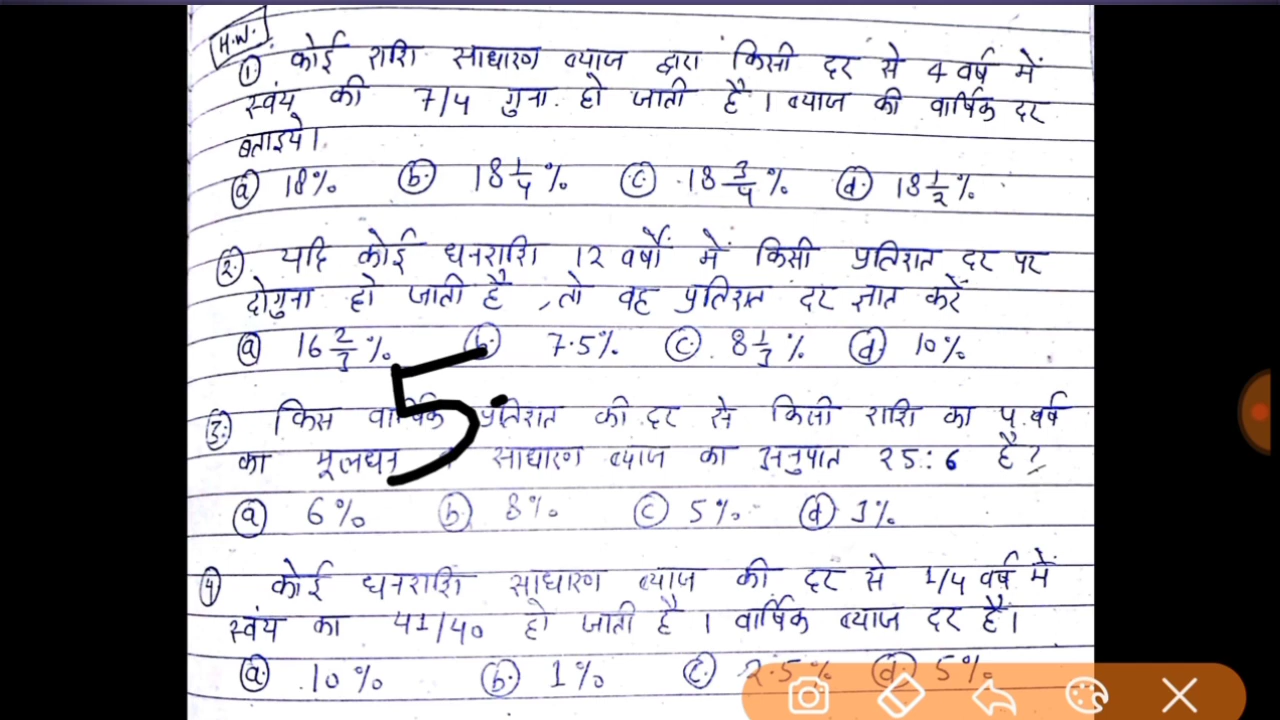 H.W.
① कोई राशि साधारण ब्याज द्वारा किसी दर से 4 वर्ष में
स्वंय की 7/4 गुना हो जाती है । ब्याज की वार्षिक दर
बताइये।
ⓐ 18% ⓑ 18 1/4 % ⓒ 18 3/4 % ⓓ 18 1/2 %
② यदि कोई धनराशि 12 वर्षों में किसी प्रतिशत दर पर
दोगुना हो जाती है , तो वह प्रतिशत दर ज्ञात करें
ⓐ 16 2/3 % ⓑ 7.5% ⓒ 8 1/3 % ⓓ 10%
5.
③ किस वार्षिक प्रतिशत की दर से किसी राशि का 4 वर्ष
का मूलधन साधारण ब्याज का अनुपात 25:6 है?
ⓐ 6% ⓑ 8% ⓒ 5% ⓓ 1%
④ कोई धनराशि साधारण ब्याज की दर से 1/4 वर्ष में
स्वंय का 41/40 हो जाती है । वार्षिक ब्याज दर है।
ⓐ 10% ⓑ 1% ⓒ 2.5% ⓓ 5%